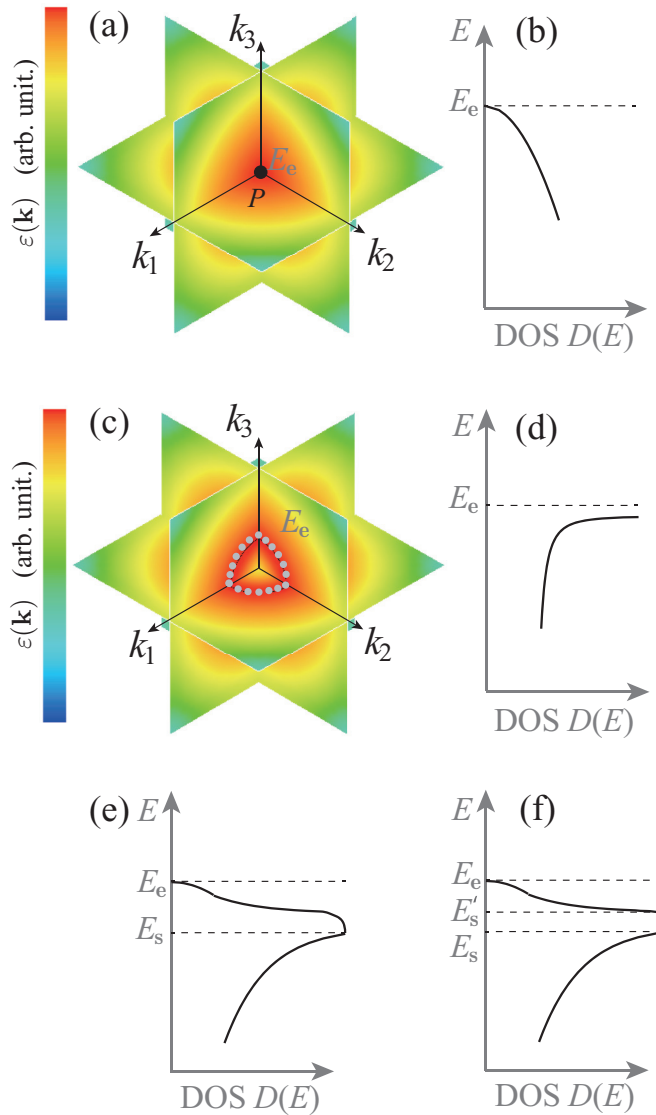 (a)
k3
Ee
P
k1
k2
ε(k) (arb. unit.)
(b)
E
Ee
DOS D(E)
(c)
k3
Ee
k1
k2
ε(k) (arb. unit.)
(d)
E
Ee
DOS D(E)
(e)
E
Ee
Es
DOS D(E)
(f)
E
Ee
E's
Es
DOS D(E)